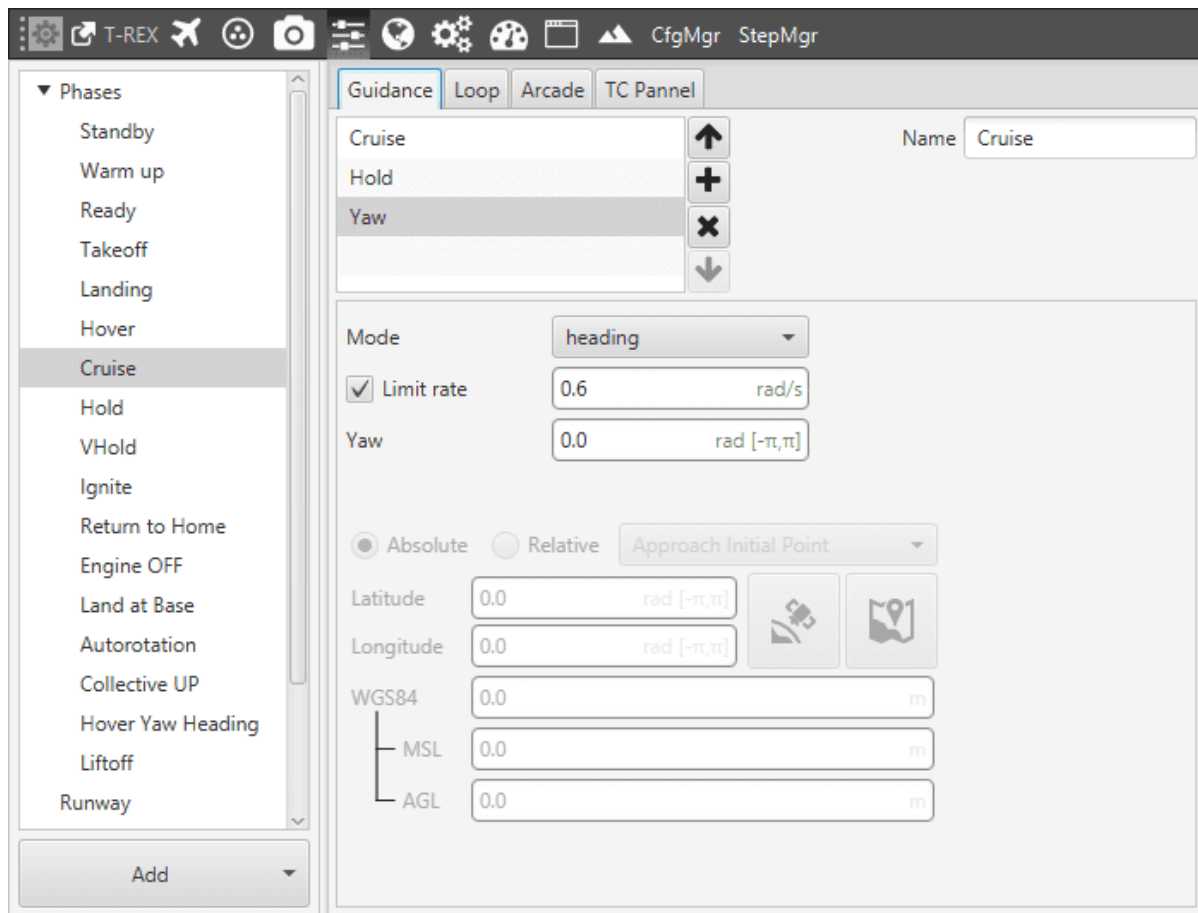 T-REX CfgMgr StepMgr
Phases
Standby
Warm up
Ready
Takeoff
Landing
Hover
Cruise
Hold
VHold
Ignite
Return to Home
Engine OFF
Land at Base
Autorotation
Collective UP
Hover Yaw Heading
Liftoff
Runway
Add
Guidance Loop Arcade TC Pannel
Cruise
Hold
Yaw
Name Cruise
Mode heading
Limit rate 0.6 rad/s
Yaw 0.0 rad [-π,π]
Absolute Relative Approach Initial Point
Latitude 0.0 rad [-π,π]
Longitude 0.0 rad [-π,π]
WGS84 0.0 m
MSL 0.0 m
AGL 0.0 m